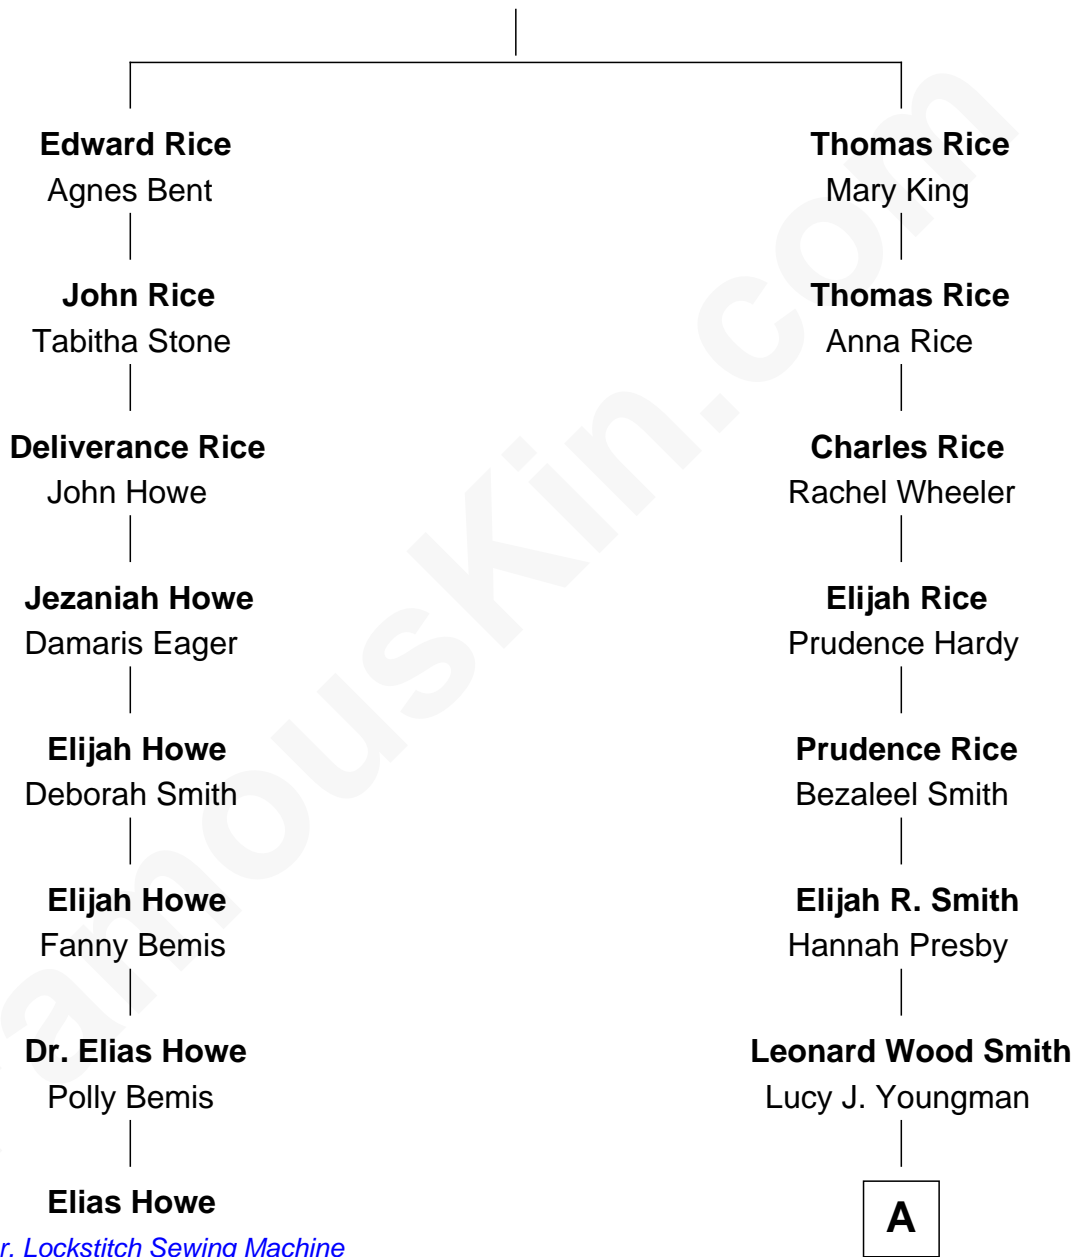 Edward Rice
Agnes Bent
Thomas Rice
Mary King
John Rice
Tabitha Stone
Thomas Rice
Anna Rice
Deliverance Rice
John Howe
Charles Rice
Rachel Wheeler
Jezaniah Howe
Damaris Eager
Elijah Rice
Prudence Hardy
Elijah Howe
Deborah Smith
Prudence Rice
Bezaleel Smith
Elijah Howe
Fanny Bemis
Elijah R. Smith
Hannah Presby
Dr. Elias Howe
Polly Bemis
Leonard Wood Smith
Lucy J. Youngman
Elias Howe
r. Lockstitch Sewing Machine
A
amousKin.com